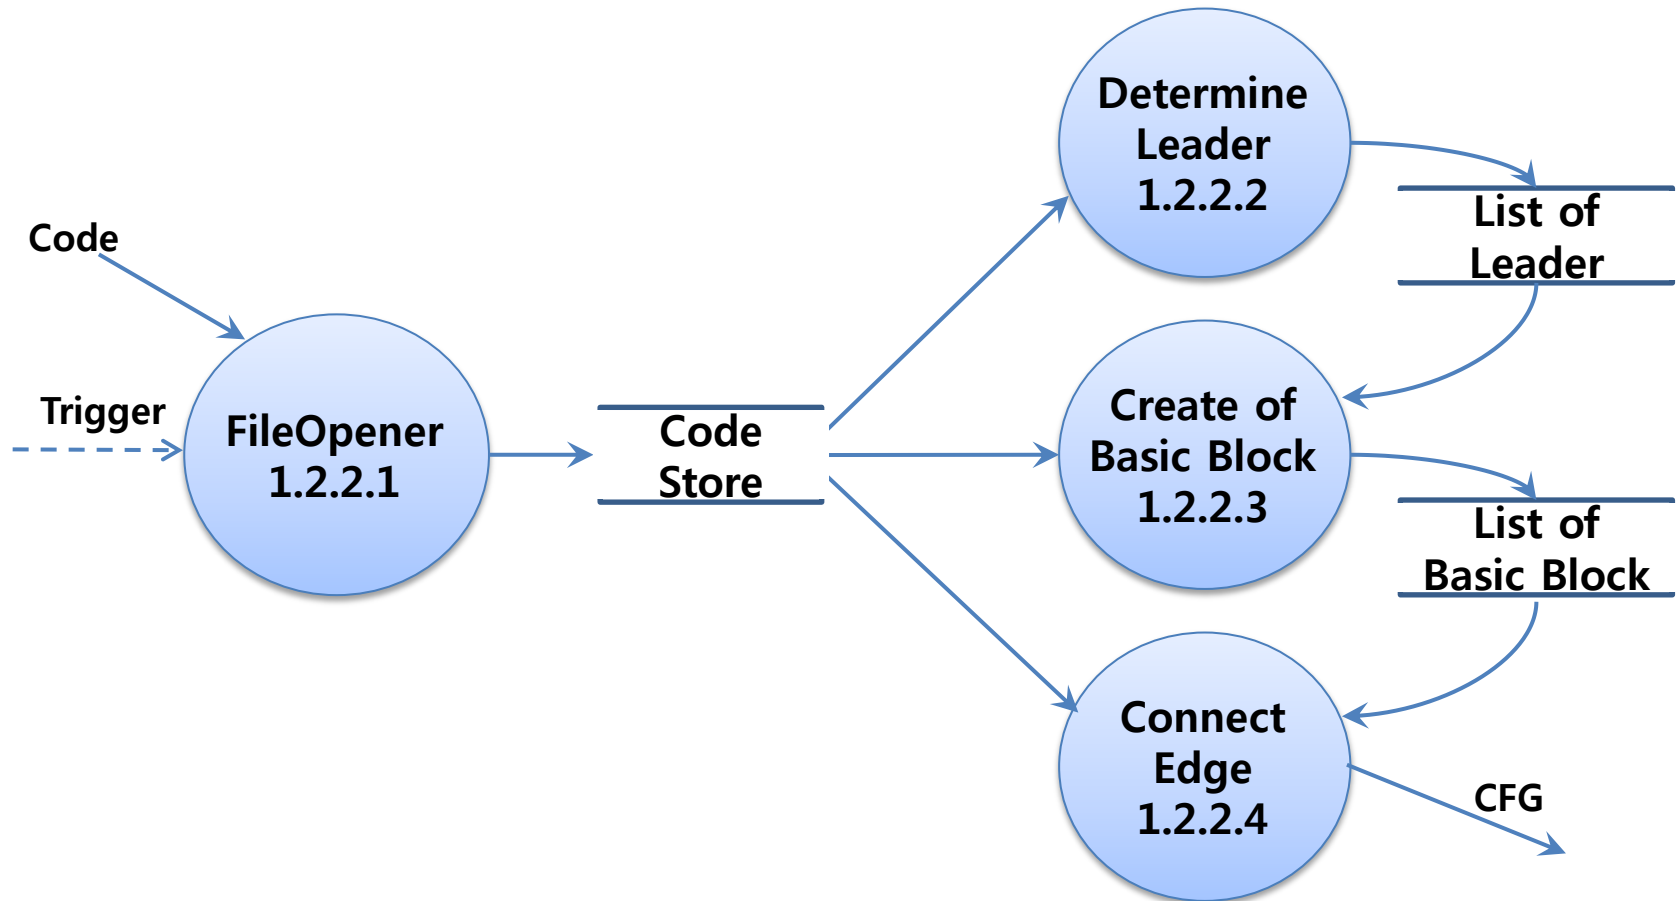 Code
Trigger
FileOpener
1.2.2.1
Code
Store
Determine
Leader
1.2.2.2
List of
Leader
Create of
Basic Block
1.2.2.3
List of
Basic Block
Connect
Edge
1.2.2.4
CFG